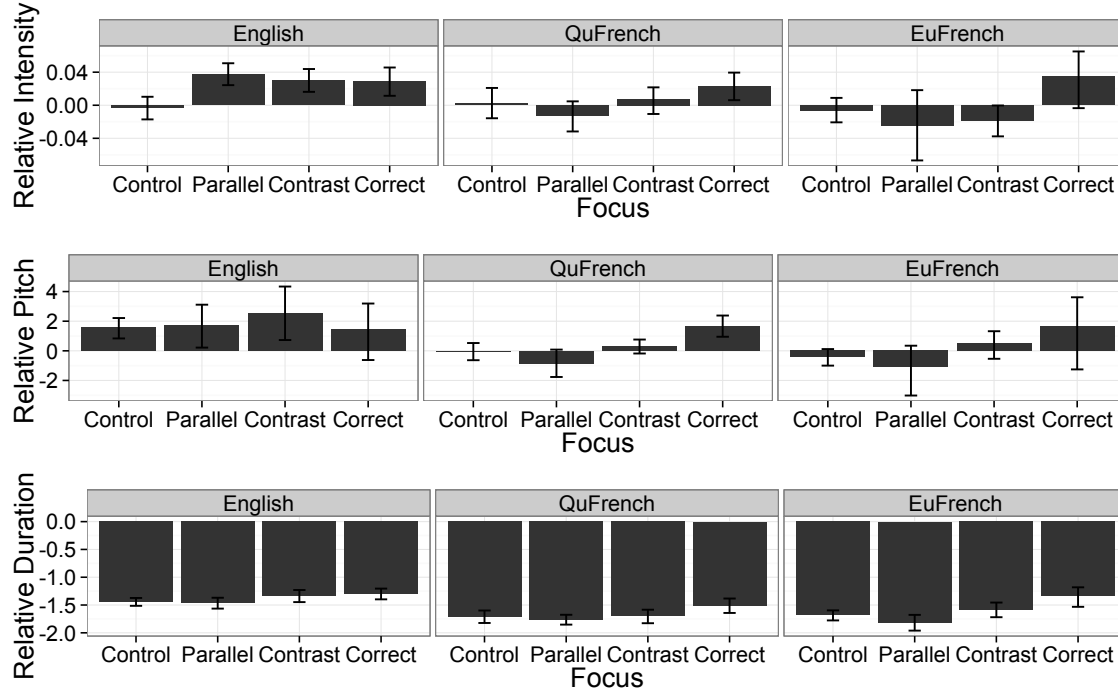 English QuFrench EuFrench
Relative Intensity
0.04
0.00
-0.04
Control Parallel Contrast Correct Control Parallel Contrast Correct Control Parallel Contrast Correct
Focus
English QuFrench EuFrench
Relative Pitch
4
2
0
-2
Control Parallel Contrast Correct Control Parallel Contrast Correct Control Parallel Contrast Correct
Focus
English QuFrench EuFrench
Relative Duration
0.0
-0.5
-1.0
-1.5
-2.0
Control Parallel Contrast Correct Control Parallel Contrast Correct Control Parallel Contrast Correct
Focus